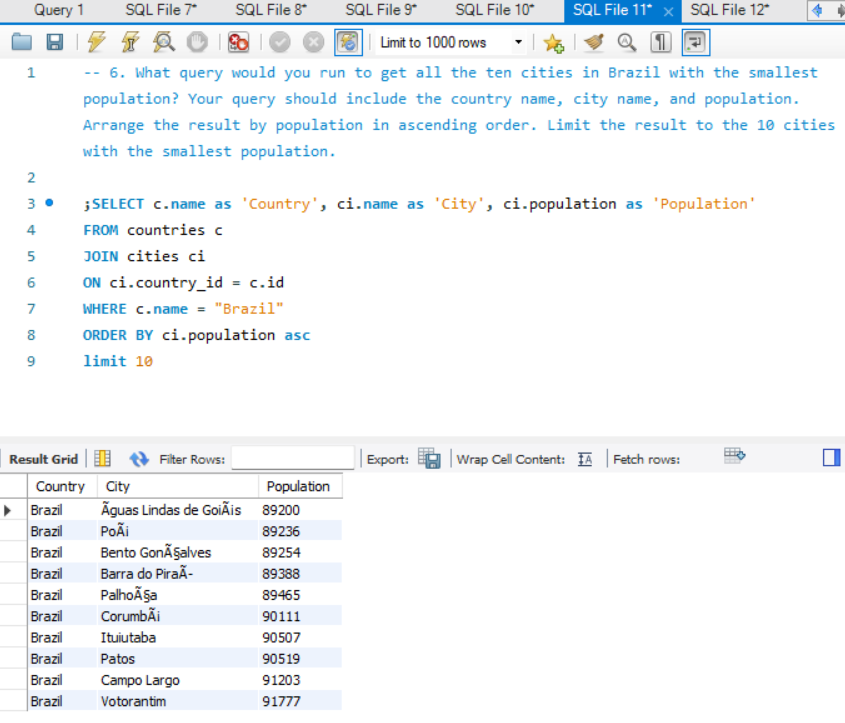 Query 1 SQL File 7* SQL File 8* SQL File 9* SQL File 10* SQL File 11* SQL File 12*
Limit to 1000 rows
1 -- 6. What query would you run to get all the ten cities in Brazil with the smallest
population? Your query should include the country name, city name, and population.
Arrange the result by population in ascending order. Limit the result to the 10 cities
with the smallest population.
2
3 ;SELECT c.name as 'Country', ci.name as 'City', ci.population as 'Population'
4 FROM countries c
5 JOIN cities ci
6 ON ci.country_id = c.id
7 WHERE c.name = "Brazil"
8 ORDER BY ci.population asc
9 limit 10
Result Grid Filter Rows: Export: Wrap Cell Content: Fetch rows:
Country City Population
Brazil Ãguas Lindas de GoiÃis 89200
Brazil PoÃi 89236
Brazil Bento GonÃ§alves 89254
Brazil Barra do PiraÃ- 89388
Brazil PalhoÃ§a 89465
Brazil CorumbÃi 90111
Brazil Ituiutaba 90507
Brazil Patos 90519
Brazil Campo Largo 91203
Brazil Votorantim 91777